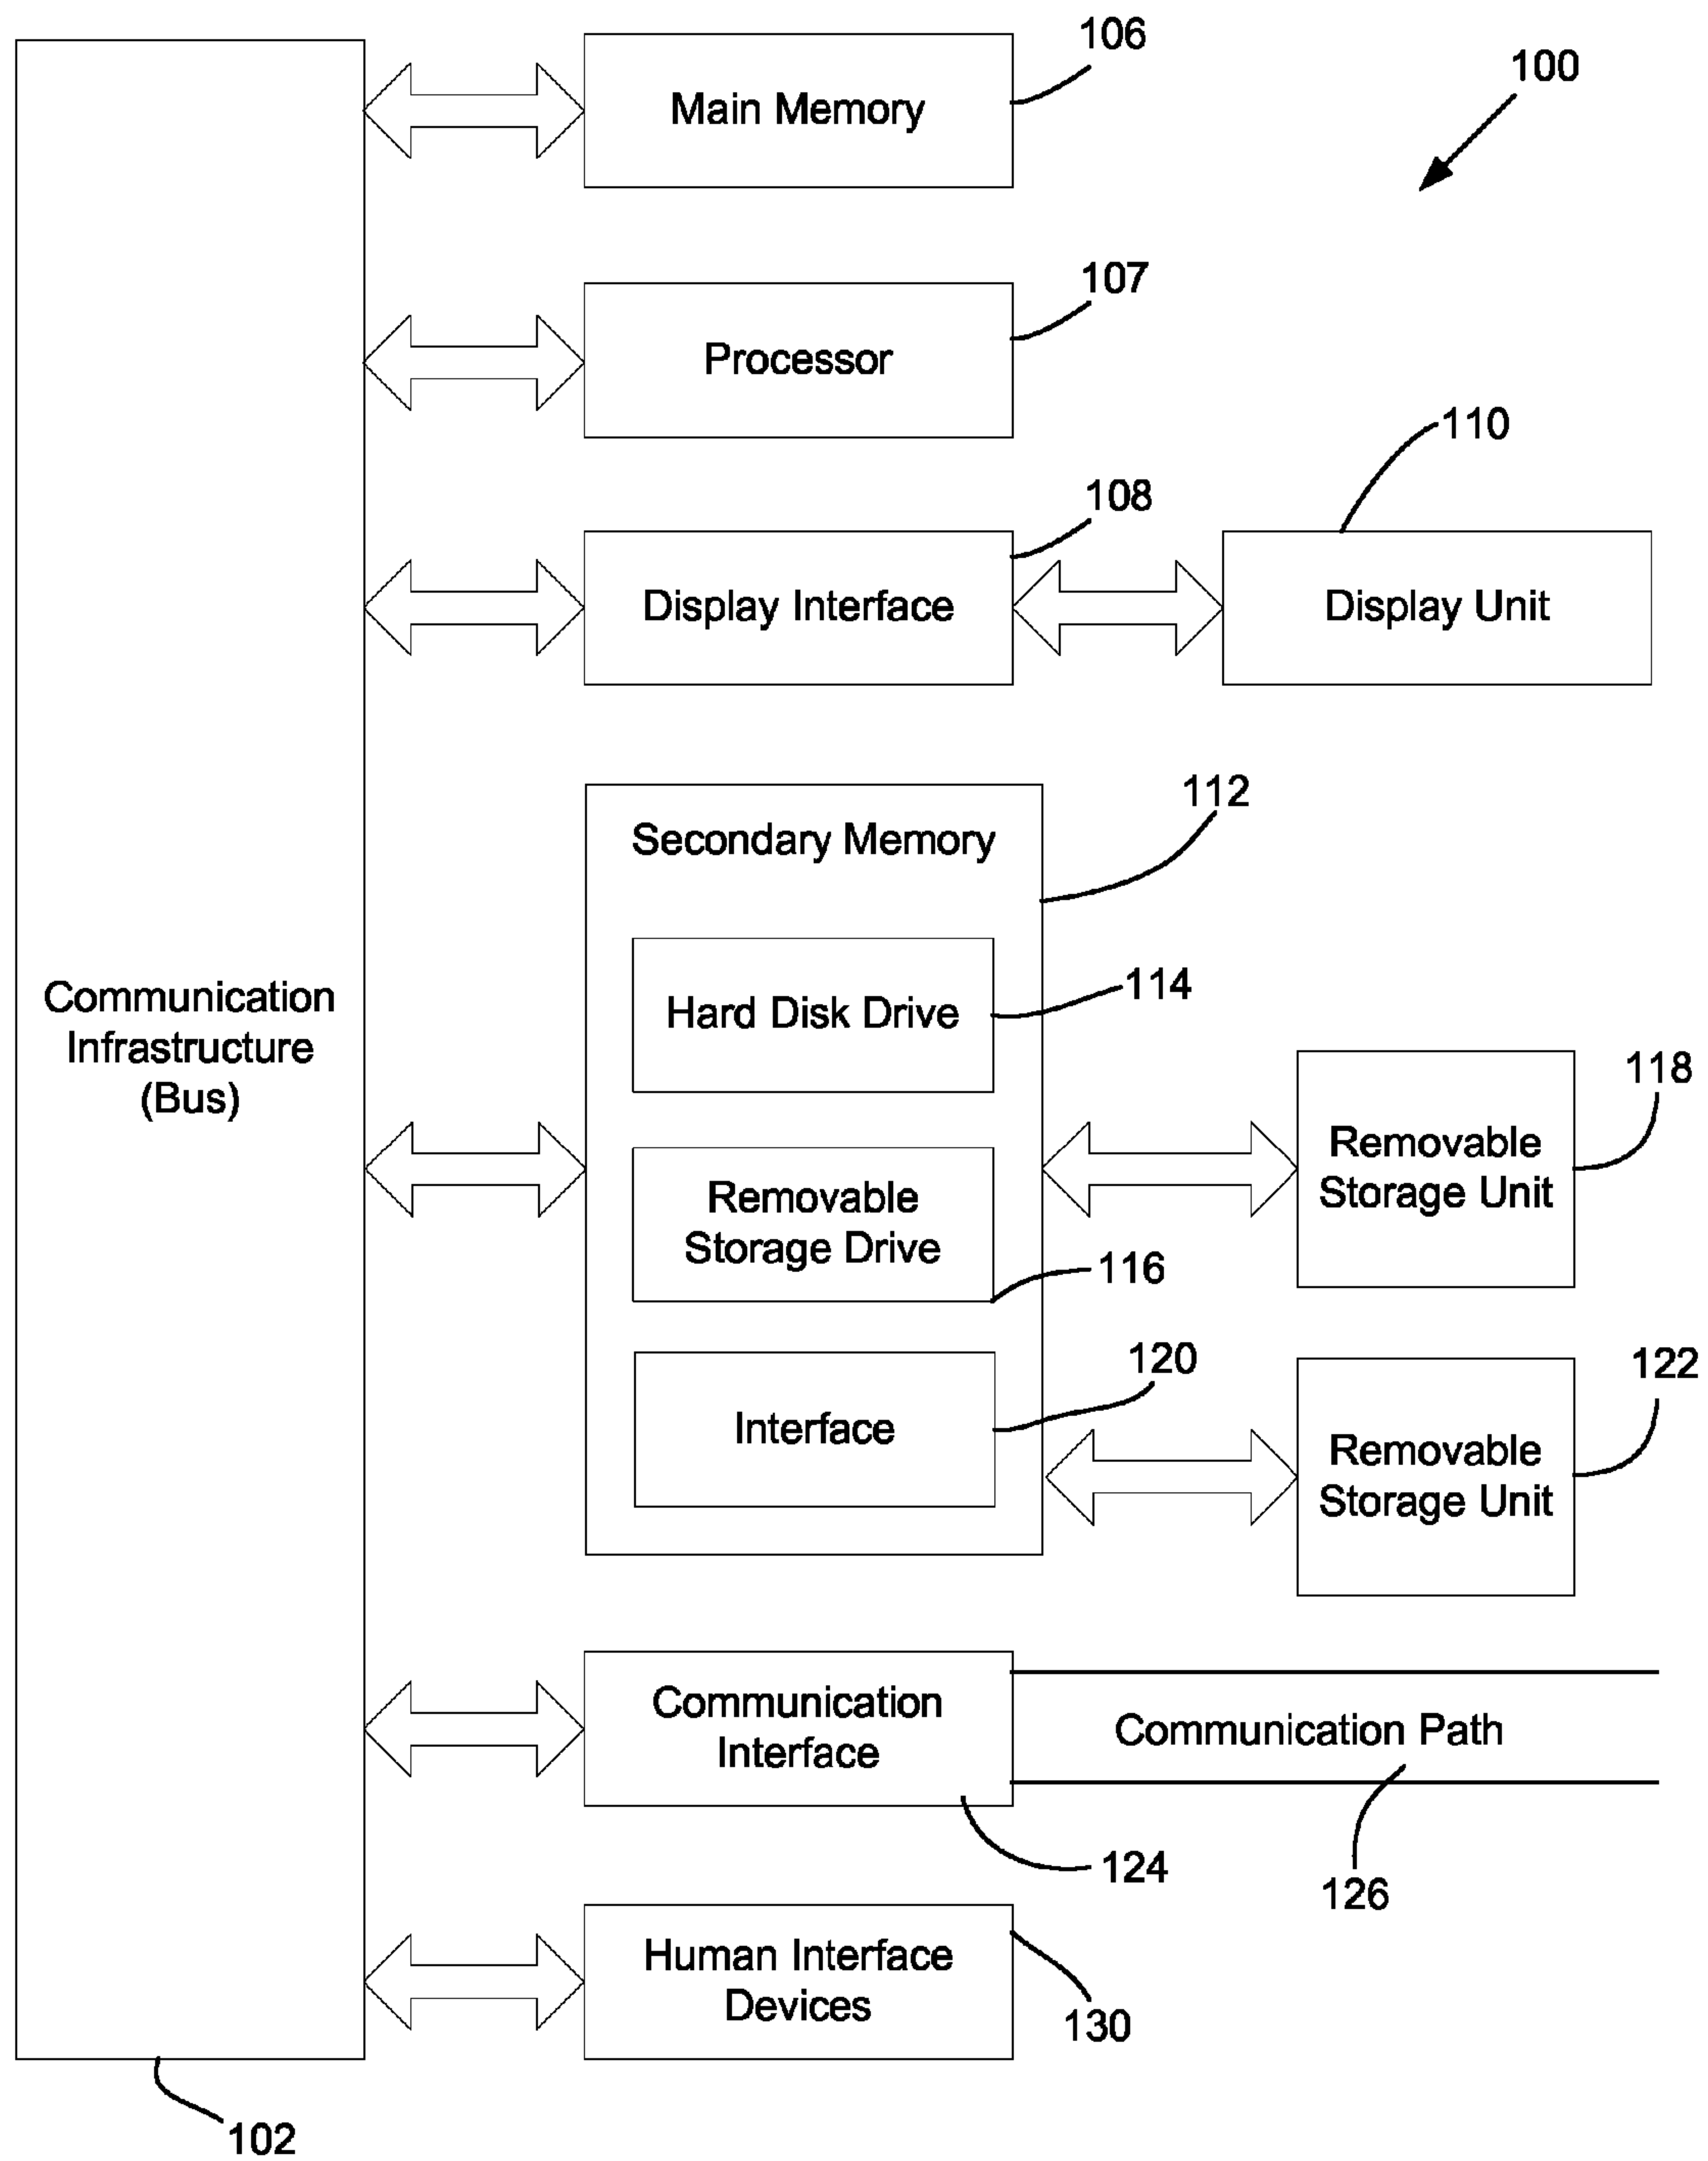 106
100
Main Memory
107
Processor
110
108
Display Interface
Display Unit
112
Secondary Memory
114
Hard Disk Drive
Communication
Infrastructure
(Bus)
118
Removable
Storage Unit
Removable
Storage Drive
116
120
122
Interface
Removable
Storage Unit
Communication
Interface
Communication Path
124
126
Human Interface
Devices
130
102